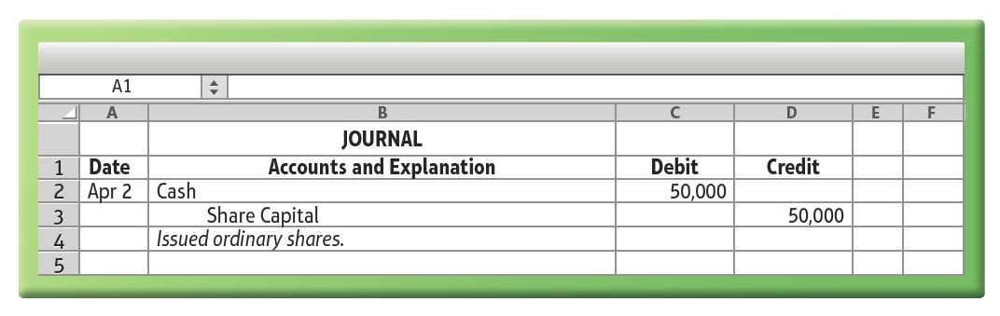 A1
A B C D E F
JOURNAL
1 Date Accounts and Explanation Debit Credit
2 Apr 2 Cash 50,000
3 Share Capital 50,000
4 Issued ordinary shares.
5